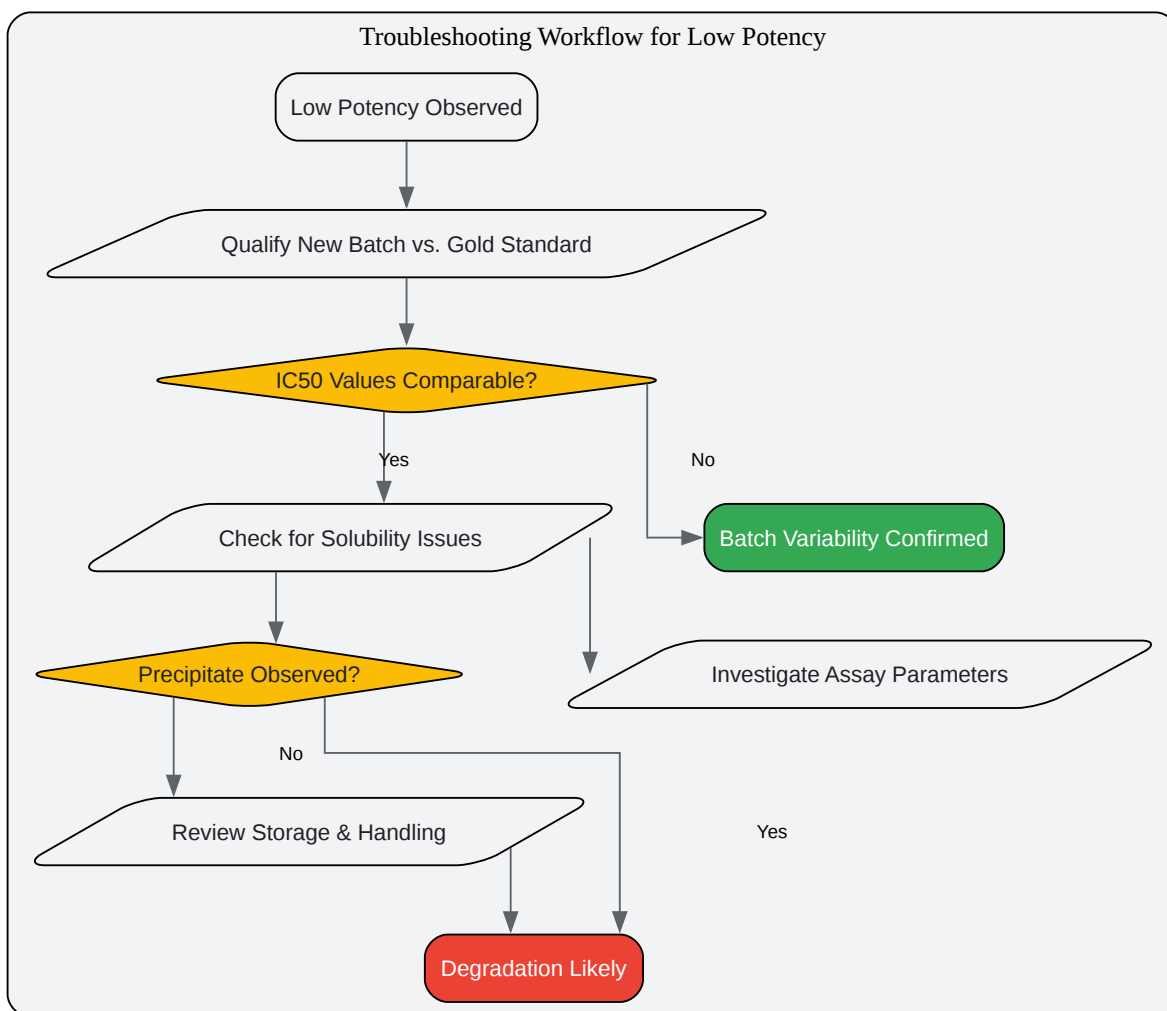 Troubleshooting Workflow for Low Potency
Low Potency Observed
Qualify New Batch vs. Gold Standard
IC50 Values Comparable?
Yes
No
Check for Solubility Issues
Batch Variability Confirmed
Precipitate Observed?
Investigate Assay Parameters
No
Review Storage & Handling
Yes
Degradation Likely